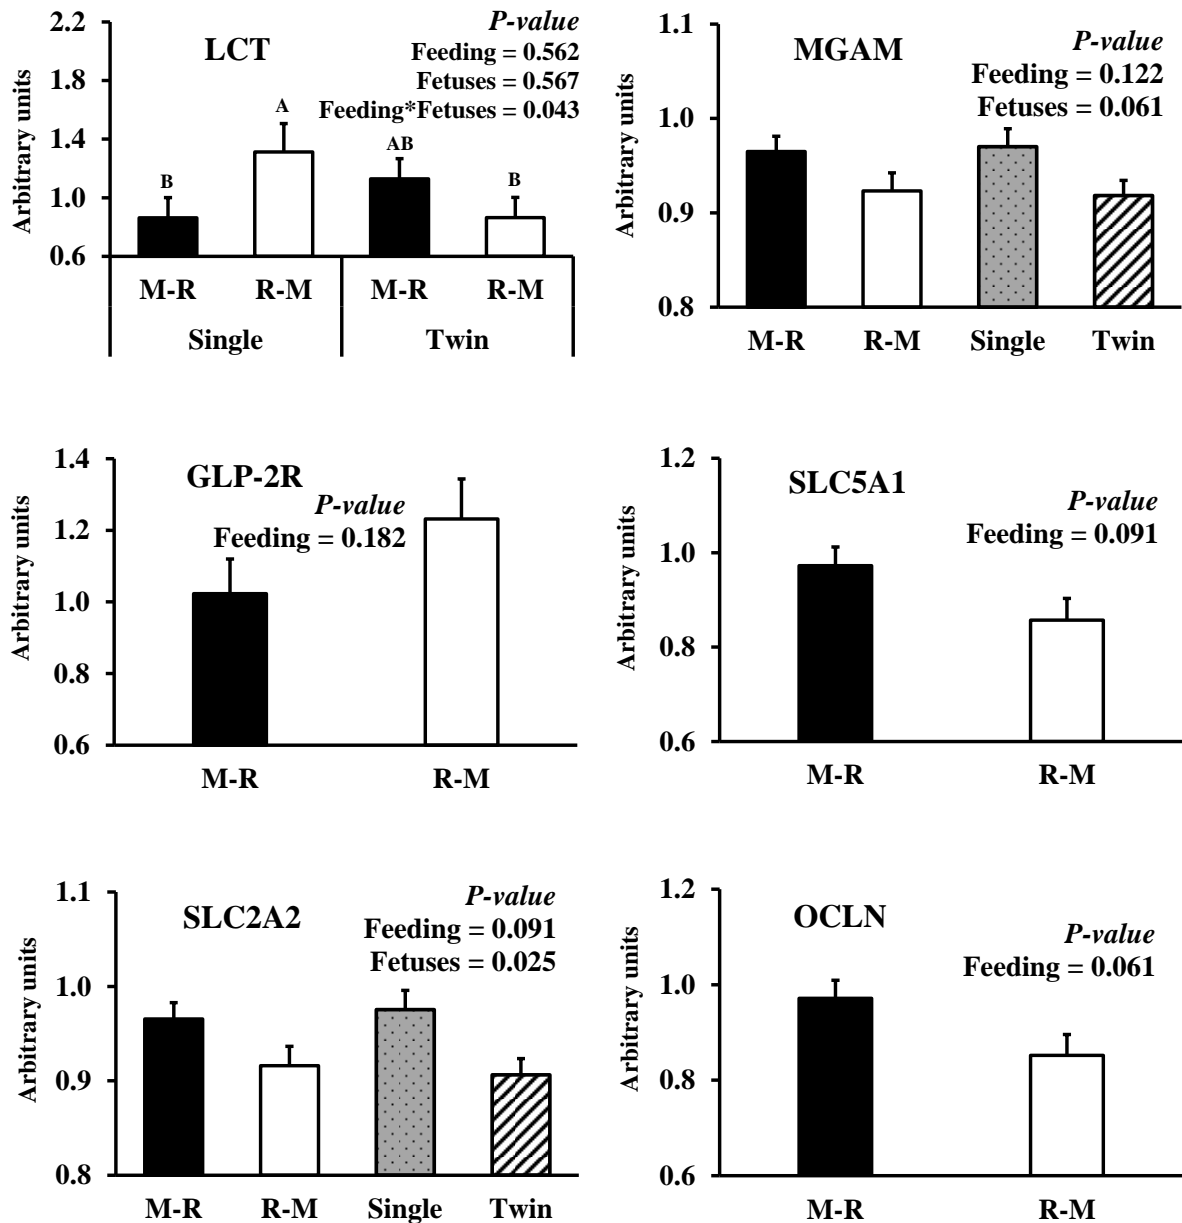 LCT
P-value
Feeding = 0.562
Fetuses = 0.567
Feeding*Fetuses = 0.043
Arbitrary units
2.2
1.8
1.4
1.0
0.6
B
A
AB
B
M-R R-M M-R R-M
Single Twin
MGAM
P-value
Feeding = 0.122
Fetuses = 0.061
Arbitrary units
1.1
1.0
0.9
0.8
M-R R-M Single Twin
GLP-2R
P-value
Feeding = 0.182
Arbitrary units
1.4
1.2
1.0
0.8
0.6
M-R R-M
SLC5A1
P-value
Feeding = 0.091
Arbitrary units
1.2
1.0
0.8
0.6
M-R R-M
SLC2A2
P-value
Feeding = 0.091
Fetuses = 0.025
Arbitrary units
1.1
1.0
0.9
0.8
M-R R-M Single Twin
OCLN
P-value
Feeding = 0.061
Arbitrary units
1.2
1.0
0.8
0.6
M-R R-M